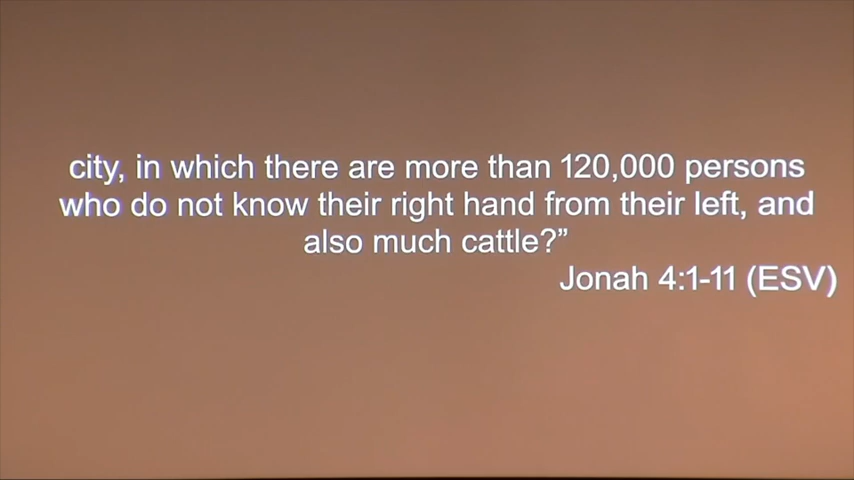 city, in which there are more than 120,000 persons
who do not know their right hand from their left, and
also much cattle?”
Jonah 4:1-11 (ESV)